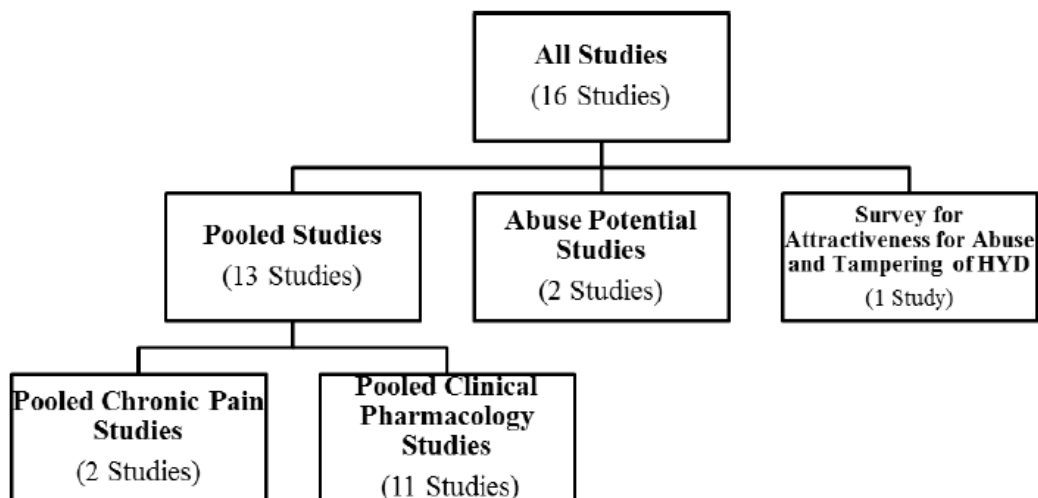 All Studies
(16 Studies)
Pooled Studies
(13 Studies)
Abuse Potential
Studies
(2 Studies)
Survey for
Attractiveness for Abuse
and Tampering of HYD
(1 Study)
Pooled Chronic Pain
Studies
(2 Studies)
Pooled Clinical
Pharmacology
Studies
(11 Studies)